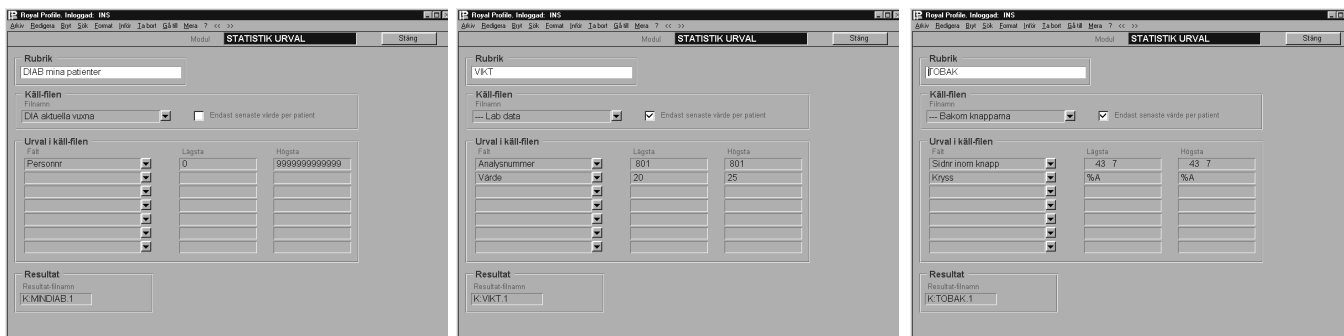 Royal Profile. Inloggad: INS
Arkiv Redigera Bryt Sök Format Inför Ta bort Gå till Mera ? << >>
Modul STATISTIK URVAL Stäng
Rubrik
DIAB mina patienter
Käll-filen
Filnamn
DIA aktuella vuxna Endast senaste värde per patient
Urval i käll-filen
Fält Lägsta Högsta
Personnr 0 999999999999
Resultat
Resultat-filnamn
K:MINDIAB.1
Royal Profile. Inloggad: INS
Arkiv Redigera Bryt Sök Format Inför Ta bort Gå till Mera ? << >>
Modul STATISTIK URVAL Stäng
Rubrik
VIKT
Käll-filen
Filnamn
--- Lab data Endast senaste värde per patient
Urval i käll-filen
Fält Lägsta Högsta
Analysnummer 801 801
Värde 20 25
Resultat
Resultat-filnamn
K:VIKT.1
Royal Profile. Inloggad: INS
Arkiv Redigera Bryt Sök Format Inför Ta bort Gå till Mera ? << >>
Modul STATISTIK URVAL Stäng
Rubrik
TOBAK
Käll-filen
Filnamn
--- Bakom knapparna Endast senaste värde per patient
Urval i käll-filen
Fält Lägsta Högsta
Sidnr inom knapp 43 7 43 7
Kryss %A %A
Resultat
Resultat-filnamn
K:TOBAK.1